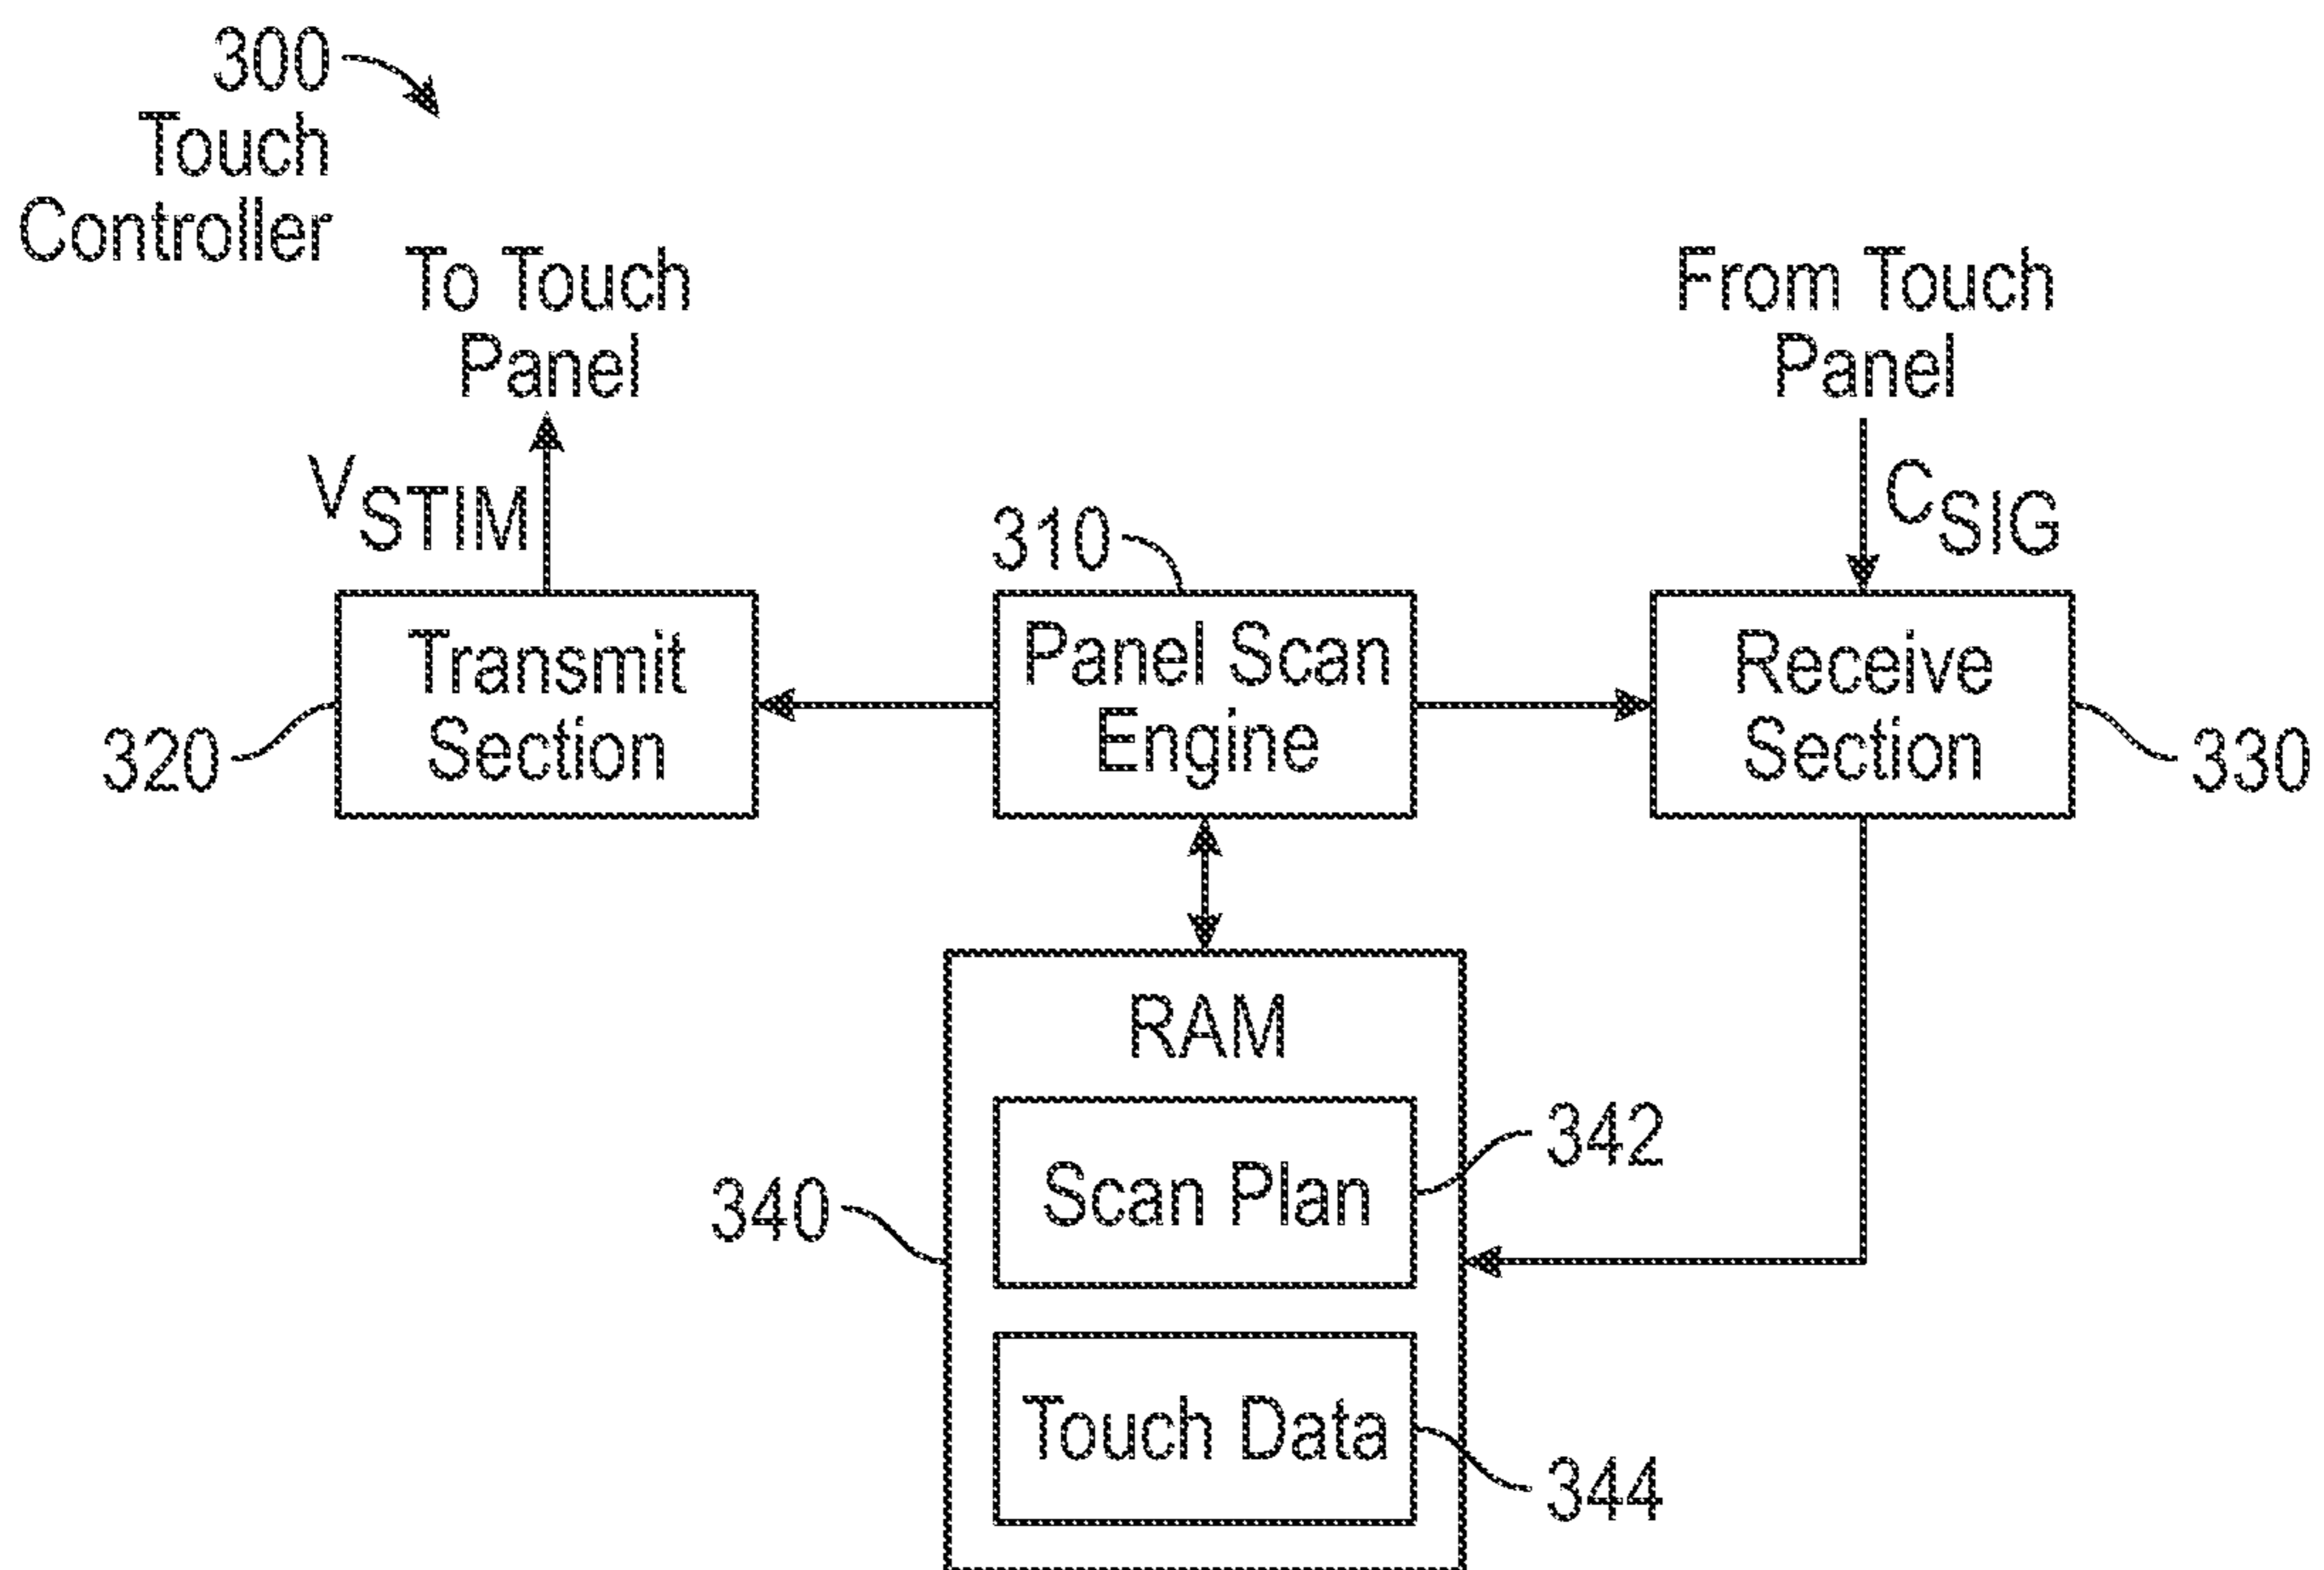 300
Touch
Controller
To Touch
Panel
From Touch
Panel
VSTIM
CSIG
310
Transmit
Section
Panel Scan
Engine
Receive
Section
320
330
RAM
Scan Plan
342
340
Touch Data
344